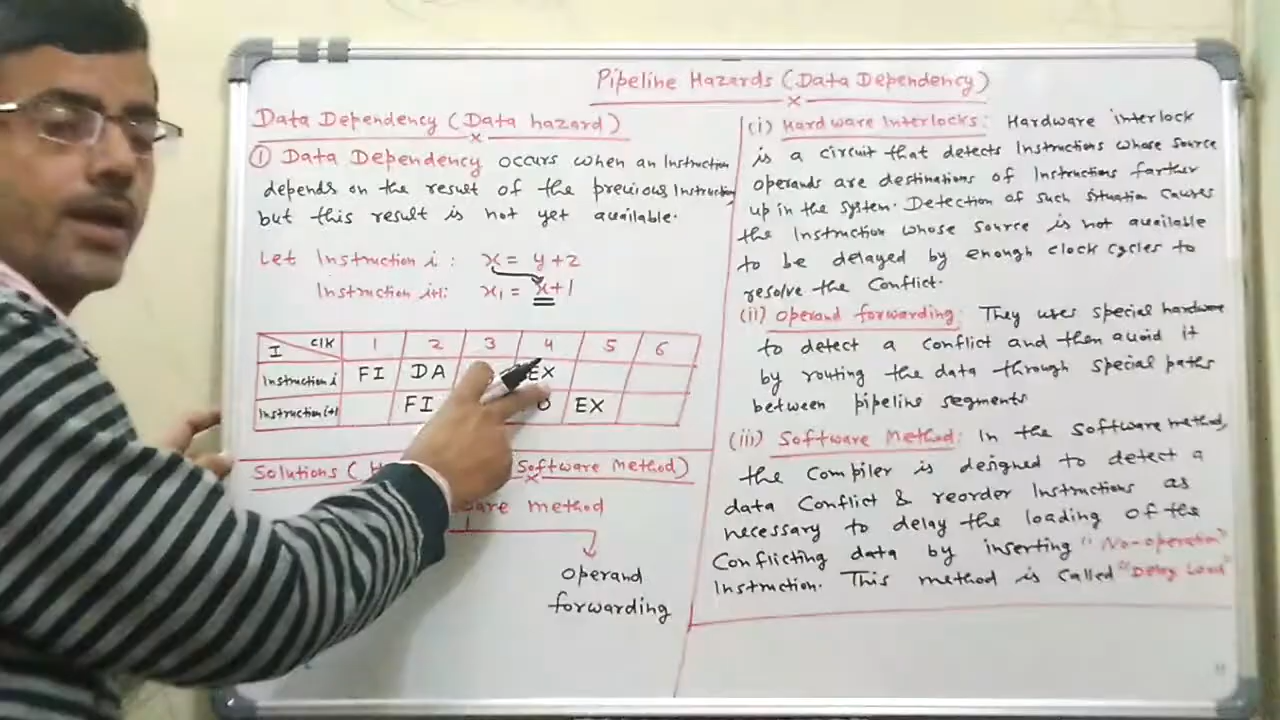 Pipeline Hazards (Data Dependency)
Data Dependency (Data hazard)
① Data Dependency occurs when an Instruction
depends on the result of the previous Instruction
but this result is not yet available.
Let Instruction i : x = y+z
Instruction i+1: x₁ = x+1
I CLK 1 2 3 4 5 6
Instruction i FI DA EX
Instruction i+1 FI O EX
Solutions ( Software Method)
method
operand
forwarding
(i) Hardware Interlocks: Hardware interlock
is a circuit that detects Instructions whose source
operands are destinations of Instructions farther
up in the system. Detection of such situation causes
the Instruction whose source is not available
to be delayed by enough clock cycles to
resolve the Conflict.
(ii) operand forwarding: They uses special hardware
to detect a conflict and then avoid it
by routing the data through special paths
between pipeline segments
(iii) Software Method: In the software method,
the Compiler is designed to detect a
data Conflict & reorder Instructions as
necessary to delay the loading of the
Conflicting data by inserting "No-operation"
Instruction. This method is called "Delay Load"